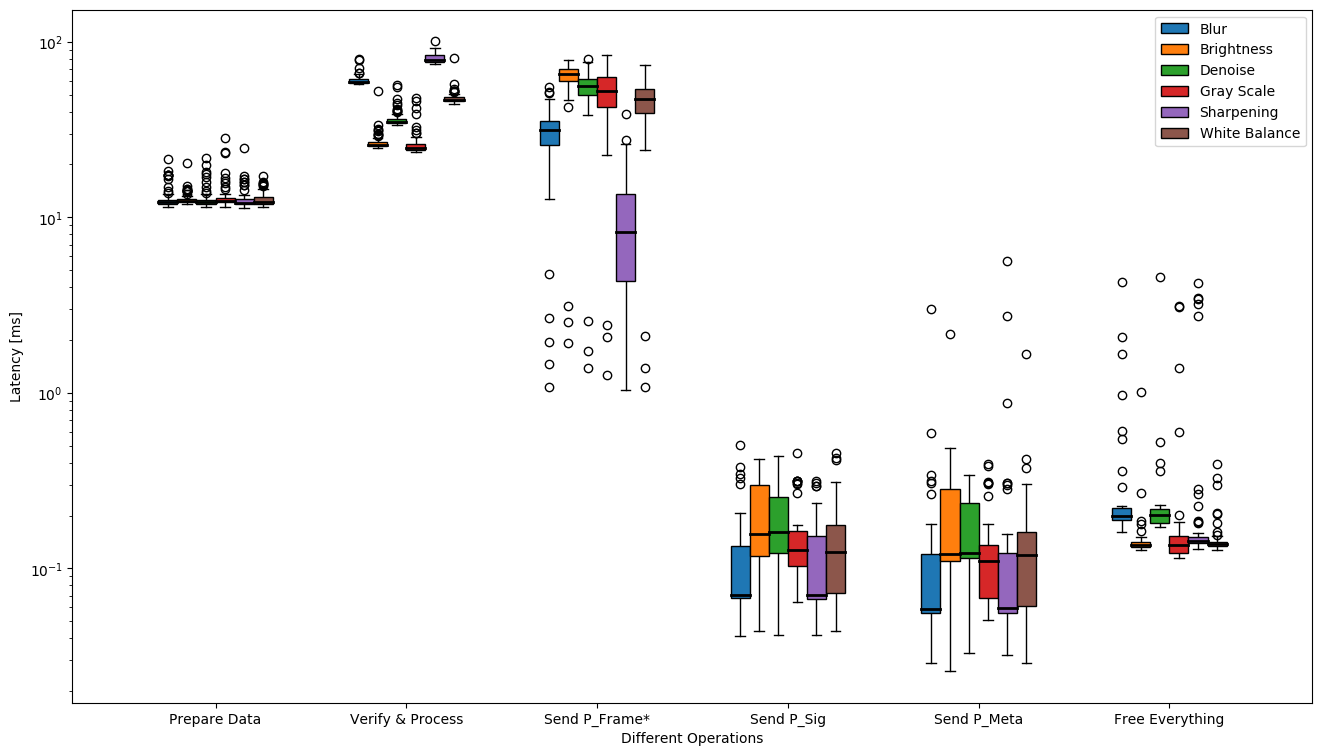 Latency [ms]
10²
10¹
10⁰
10⁻¹
Blur
Brightness
Denoise
Gray Scale
Sharpening
White Balance
Prepare Data
Verify & Process
Send P_Frame*
Send P_Sig
Send P_Meta
Free Everything
Different Operations